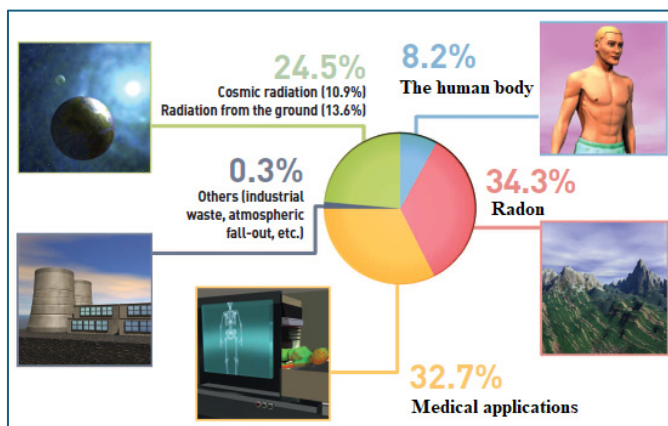 24.5%
Cosmic radiation (10.9%)
Radiation from the ground (13.6%)
8.2%
The human body
0.3%
Others (industrial
waste, atmospheric
fall-out, etc.)
34.3%
Radon
32.7%
Medical applications